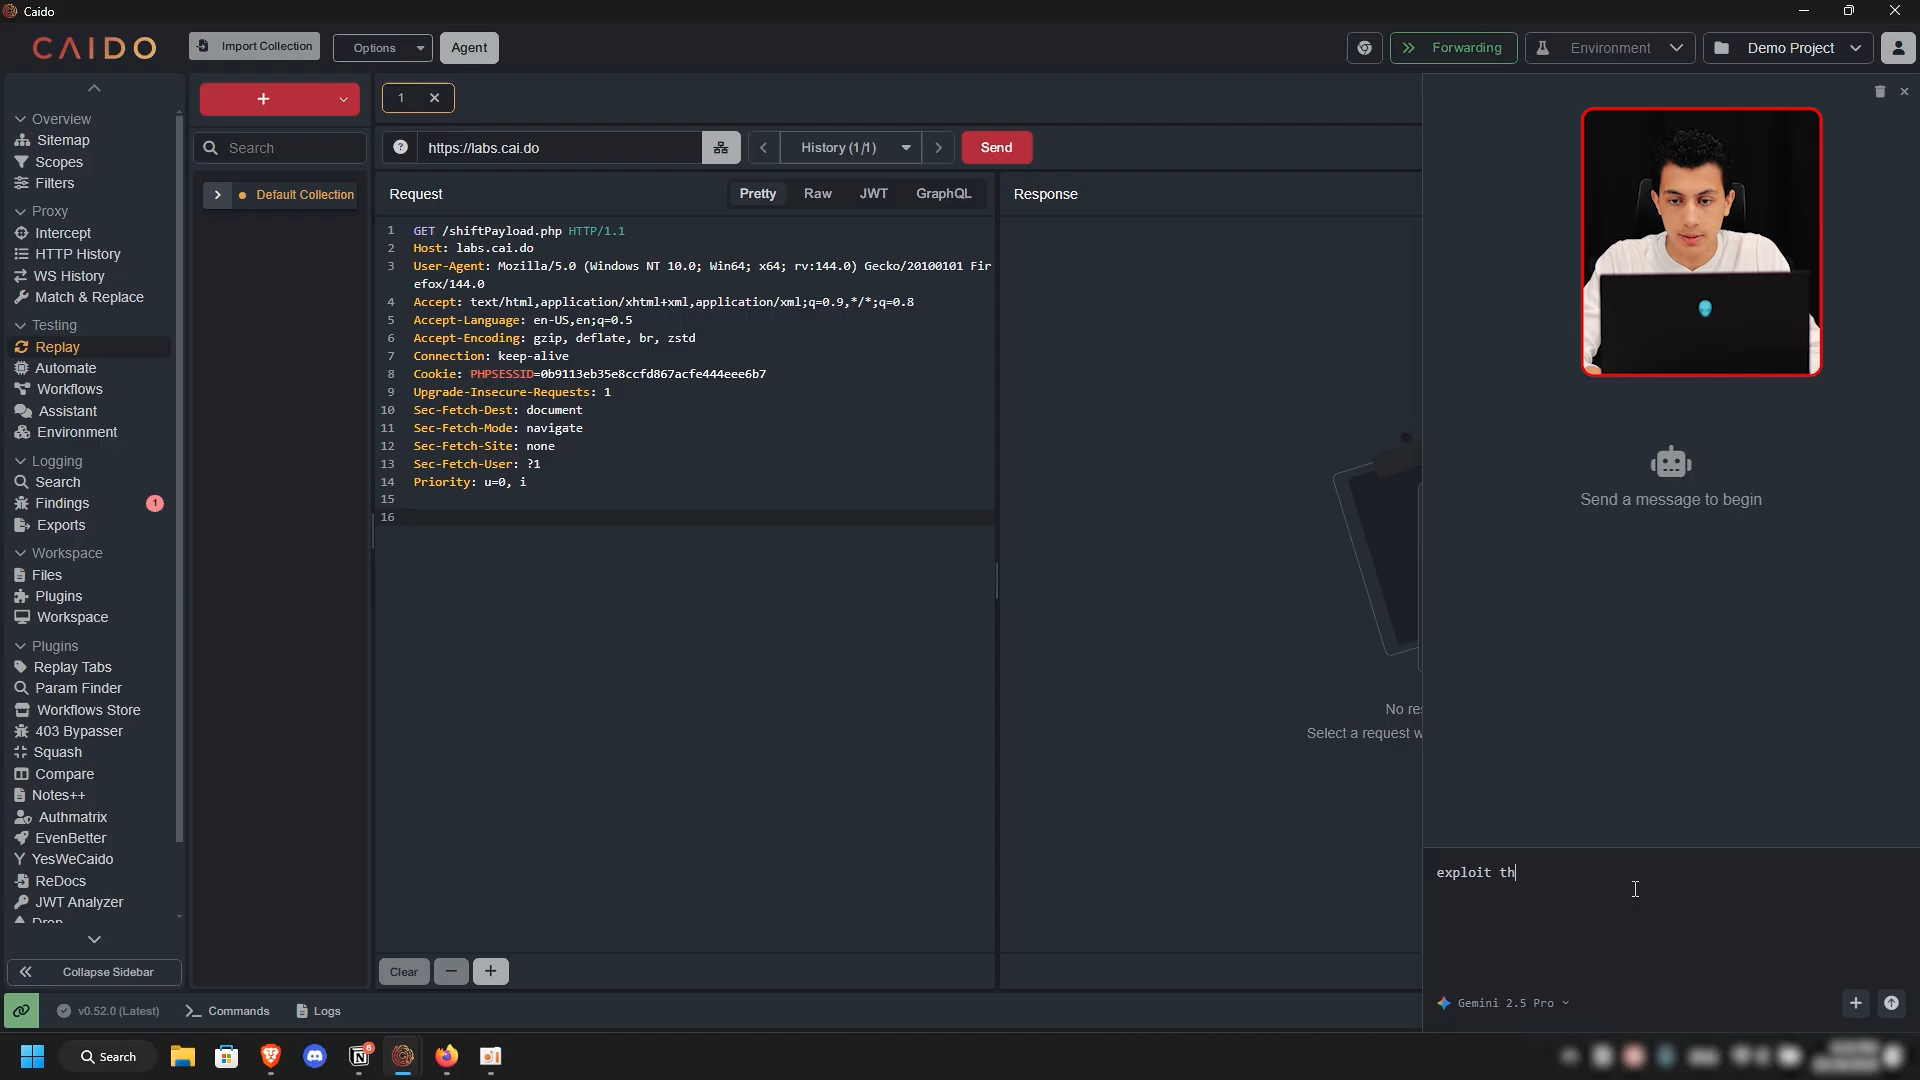 Caido
CAIDO
Import Collection
Options
Agent
Forwarding
Environment
Demo Project
Overview
Sitemap
Scopes
Filters
Proxy
Intercept
HTTP History
WS History
Match & Replace
Testing
Replay
Automate
Workflows
Assistant
Environment
Logging
Search
Findings
1
Exports
Workspace
Files
Plugins
Workspace
Plugins
Replay Tabs
Param Finder
Workflows Store
403 Bypasser
Squash
Compare
Notes++
Authmatrix
EvenBetter
YesWeCaido
ReDocs
JWT Analyzer
Drop
Collapse Sidebar
+
Search
Default Collection
1
https://labs.cai.do
History (1/1)
Send
Request
Pretty
Raw
JWT
GraphQL
1 GET /shiftPayload.php HTTP/1.1
2 Host: labs.cai.do
3 User-Agent: Mozilla/5.0 (Windows NT 10.0; Win64; x64; rv:144.0) Gecko/20100101 Fir
efox/144.0
4 Accept: text/html,application/xhtml+xml,application/xml;q=0.9,*/*;q=0.8
5 Accept-Language: en-US,en;q=0.5
6 Accept-Encoding: gzip, deflate, br, zstd
7 Connection: keep-alive
8 Cookie: PHPSESSID=0b9113eb35e8ccfd867acfe444eee6b7
9 Upgrade-Insecure-Requests: 1
10 Sec-Fetch-Dest: document
11 Sec-Fetch-Mode: navigate
12 Sec-Fetch-Site: none
13 Sec-Fetch-User: ?1
14 Priority: u=0, i
15
16
Clear
Response
No re
Select a request w
Send a message to begin
exploit th
Gemini 2.5 Pro
v0.52.0 (Latest)
Commands
Logs
Search
6